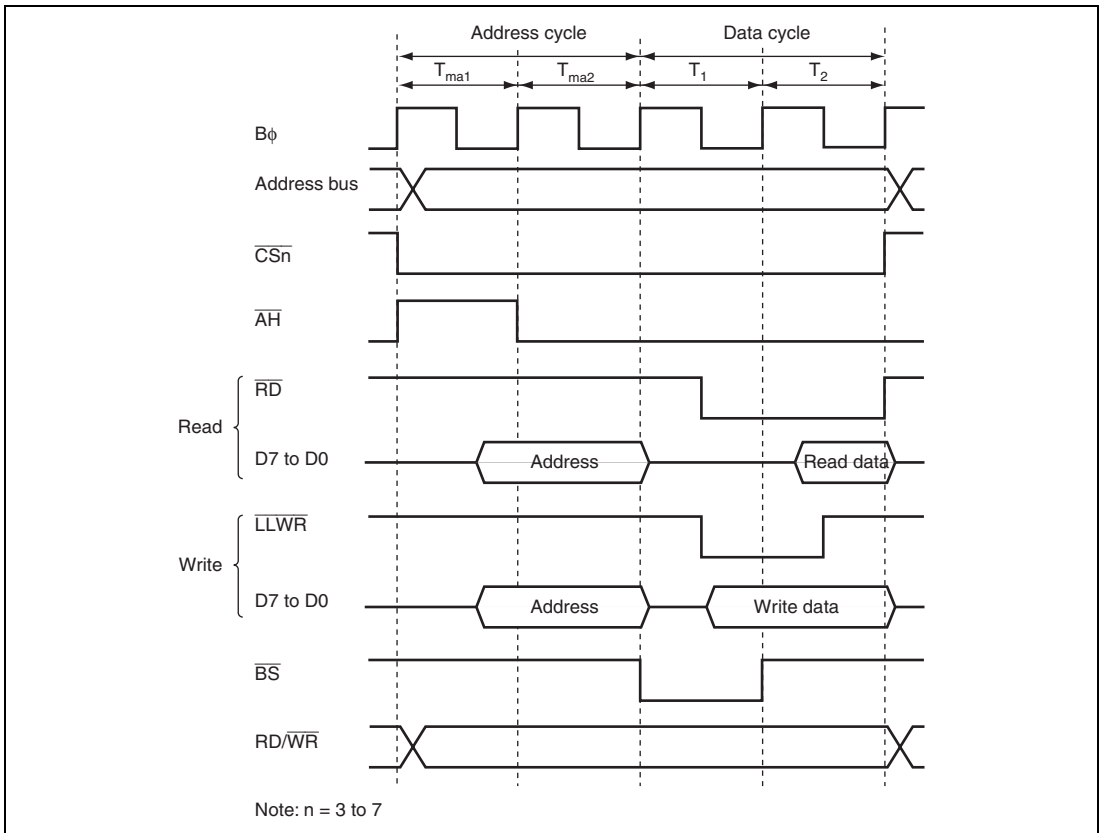 Address cycle Data cycle
Tma1 Tma2 T1 T2
Bφ
Address bus
CSn
AH
RD
Read
D7 to D0 Address Read data
LLWR
Write
D7 to D0 Address Write data
BS
RD/WR
Note: n = 3 to 7